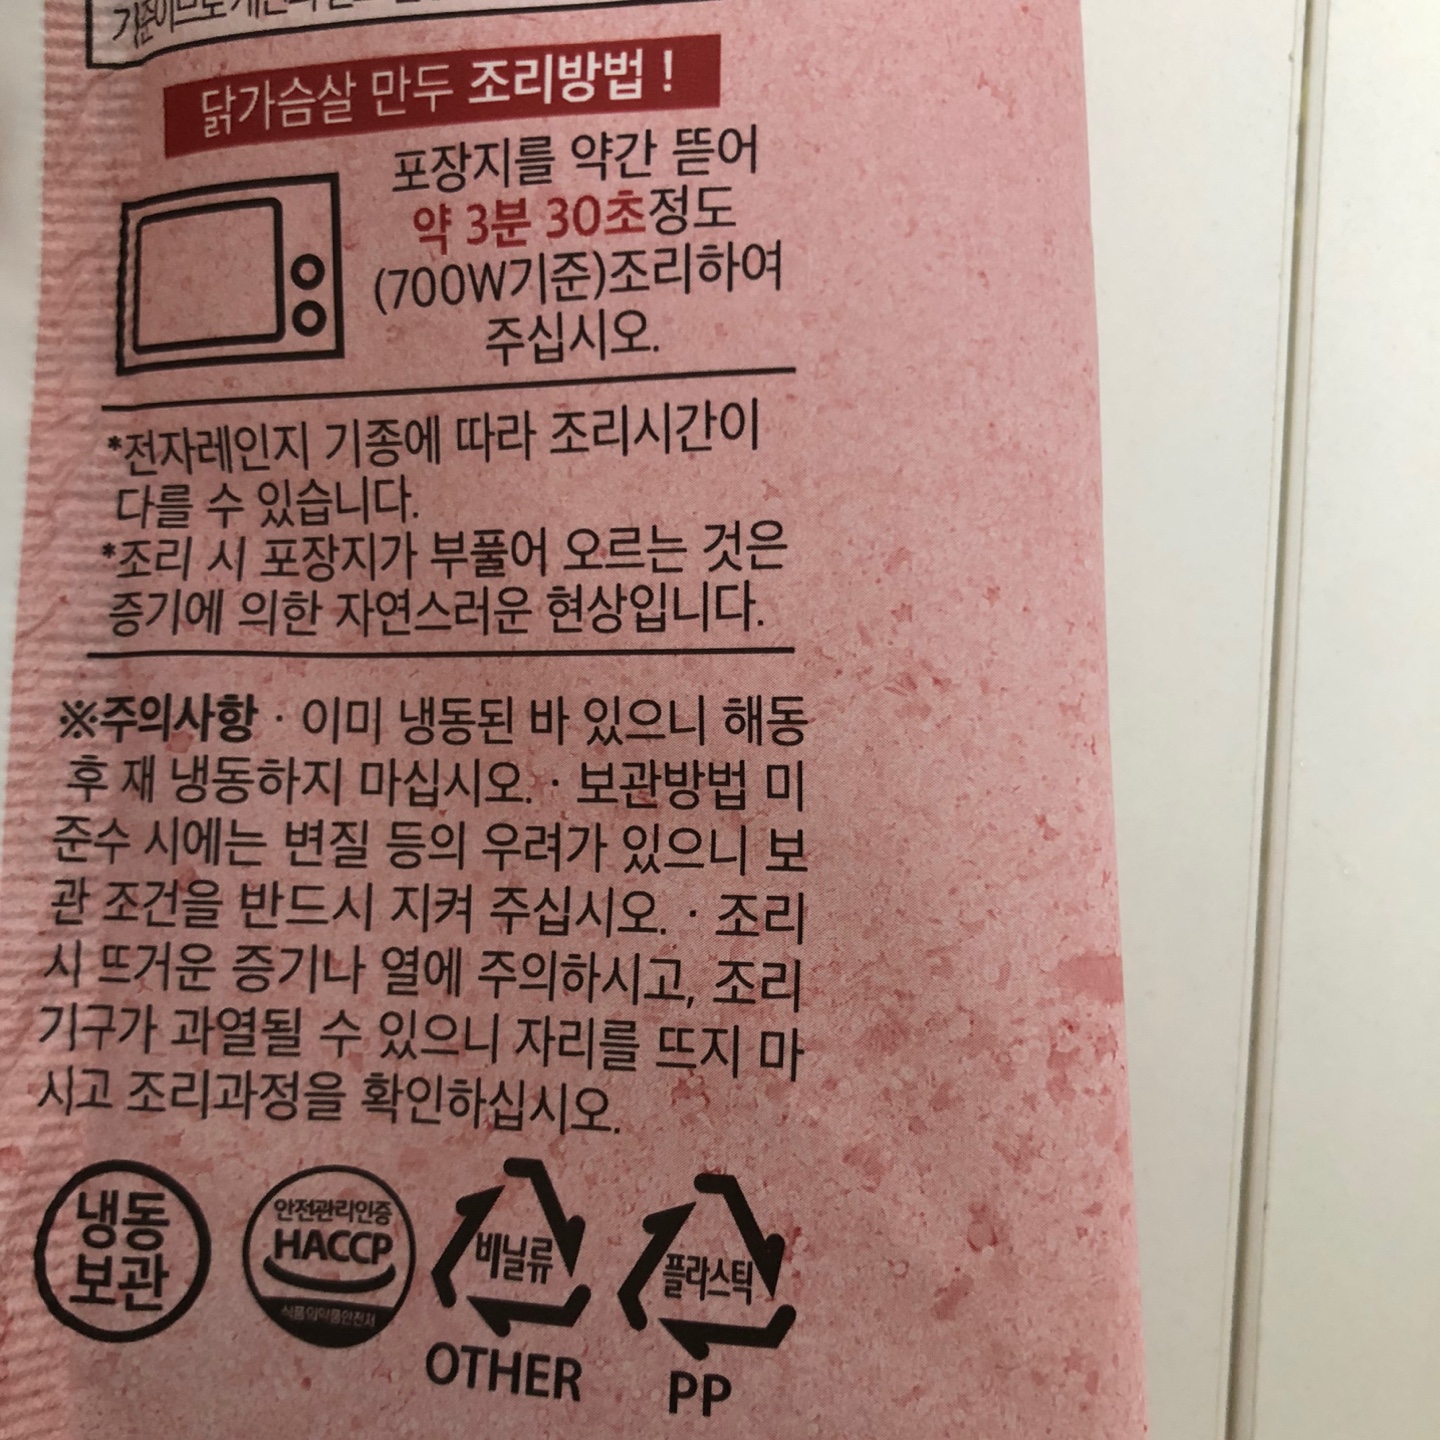 닭가슴살 만두 조리방법 !
포장지를 약간 뜯어
약 3분 30초정도
(700W기준)조리하여
주십시오.
*전자레인지 기종에 따라 조리시간이
다를 수 있습니다.
*조리 시 포장지가 부풀어 오르는 것은
증기에 의한 자연스러운 현상입니다.
※주의사항 · 이미 냉동된 바 있으니 해동
후 재 냉동하지 마십시오. · 보관방법 미
준수 시에는 변질 등의 우려가 있으니 보
관 조건을 반드시 지켜 주십시오. · 조리
시 뜨거운 증기나 열에 주의하시고, 조리
기구가 과열될 수 있으니 자리를 뜨지 마
시고 조리과정을 확인하십시오.
냉동
보관
안전관리인증
HACCP
식품의약품안전처
비닐류
OTHER
플라스틱
PP